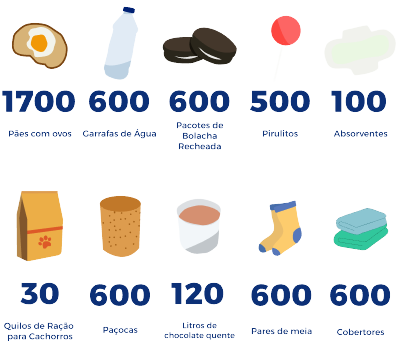 1700 600 600 500 100
Pães com ovos Garrafas de Água Pacotes de Bolacha Recheada Pirulitos Absorventes
30 600 120 600 600
Quilos de Ração para Cachorros Paçocas Litros de chocolate quente Pares de meia Cobertores